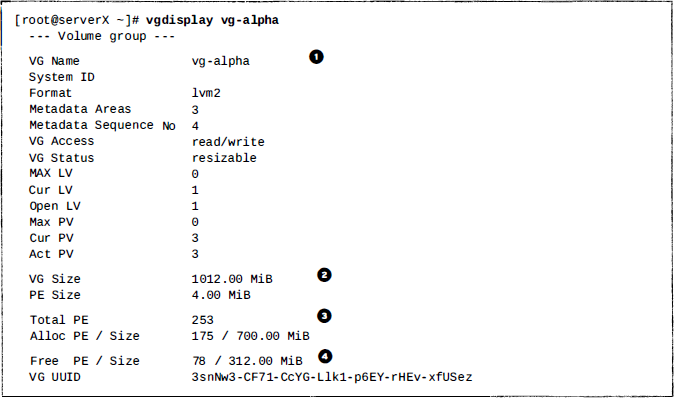 [root@serverX ~]# vgdisplay vg-alpha
--- Volume group ---
VG Name vg-alpha ❶
System ID
Format lvm2
Metadata Areas 3
Metadata Sequence No 4
VG Access read/write
VG Status resizable
MAX LV 0
Cur LV 1
Open LV 1
Max PV 0
Cur PV 3
Act PV 3
VG Size 1012.00 MiB ❷
PE Size 4.00 MiB
Total PE 253 ❸
Alloc PE / Size 175 / 700.00 MiB
Free PE / Size 78 / 312.00 MiB ❹
VG UUID 3snNw3-CF71-CcYG-Llk1-p6EY-rHEv-xfUSez